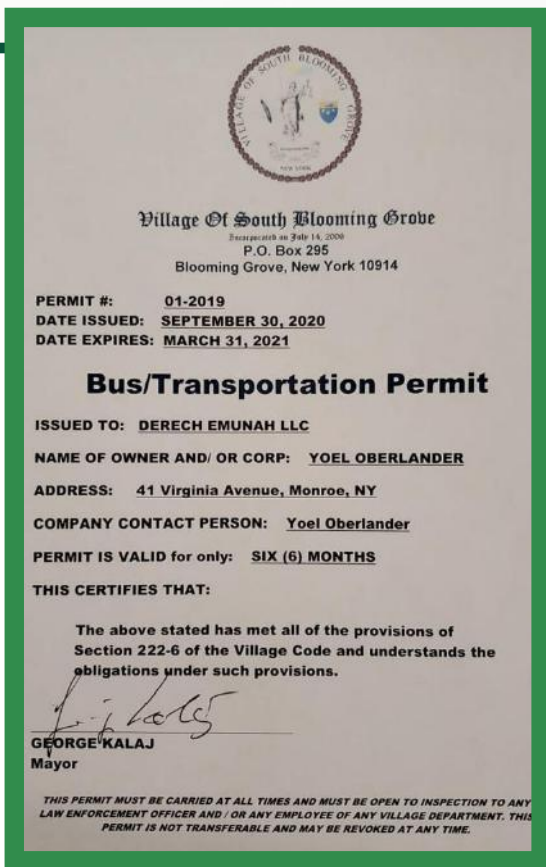 VILLAGE OF SOUTH BLOOMING GROVE
NEW YORK
Village Of South Blooming Grove
Incorporated on July 14, 2006
P.O. Box 295
Blooming Grove, New York 10914
PERMIT #: 01-2019
DATE ISSUED: SEPTEMBER 30, 2020
DATE EXPIRES: MARCH 31, 2021
Bus/Transportation Permit
ISSUED TO: DERECH EMUNAH LLC
NAME OF OWNER AND/ OR CORP: YOEL OBERLANDER
ADDRESS: 41 Virginia Avenue, Monroe, NY
COMPANY CONTACT PERSON: Yoel Oberlander
PERMIT IS VALID for only: SIX (6) MONTHS
THIS CERTIFIES THAT:
The above stated has met all of the provisions of
Section 222-6 of the Village Code and understands the
obligations under such provisions.
GEORGE KALAJ
Mayor
THIS PERMIT MUST BE CARRIED AT ALL TIMES AND MUST BE OPEN TO INSPECTION TO ANY
LAW ENFORCEMENT OFFICER AND / OR ANY EMPLOYEE OF ANY VILLAGE DEPARTMENT. THIS
PERMIT IS NOT TRANSFERABLE AND MAY BE REVOKED AT ANY TIME.